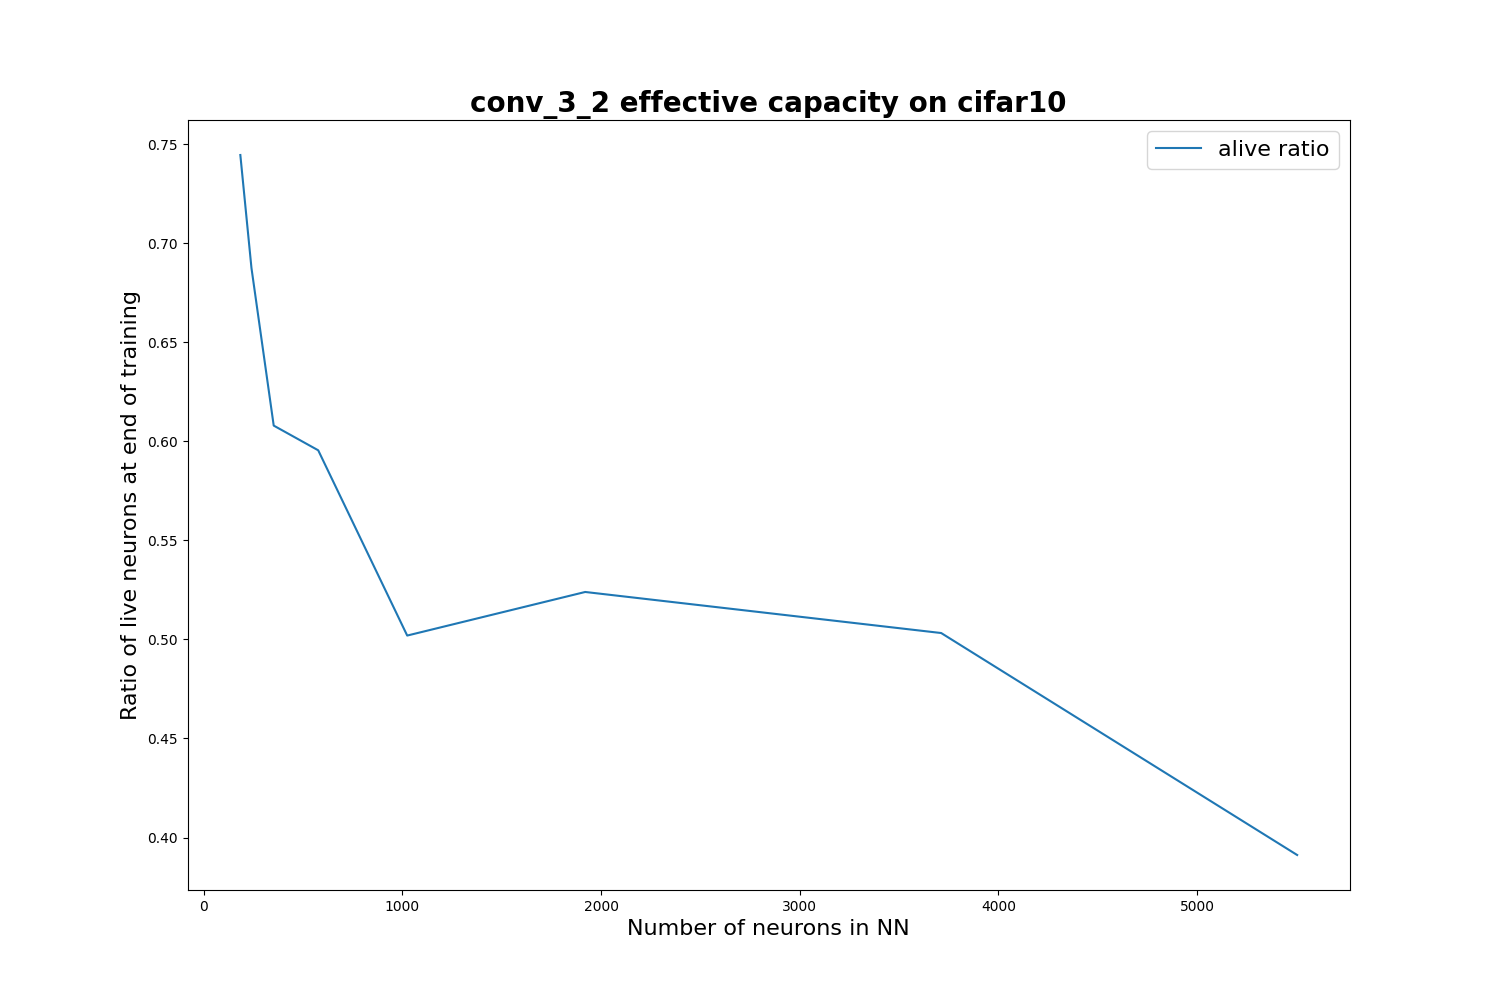 conv_3_2 effective capacity on cifar10
alive ratio
Ratio of live neurons at end of training
0.75
0.70
0.65
0.60
0.55
0.50
0.45
0.40
0 1000 2000 3000 4000 5000
Number of neurons in NN